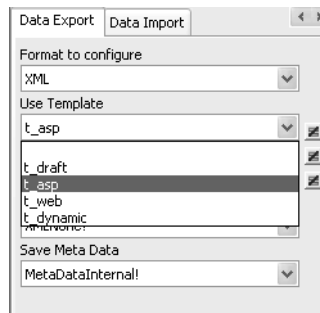 Data Export Data Import
Format to configure
XML
Use Template
t_asp
t_draft
t_asp
t_web
t_dynamic
XMLNone!
Save Meta Data
MetaDataInternal!